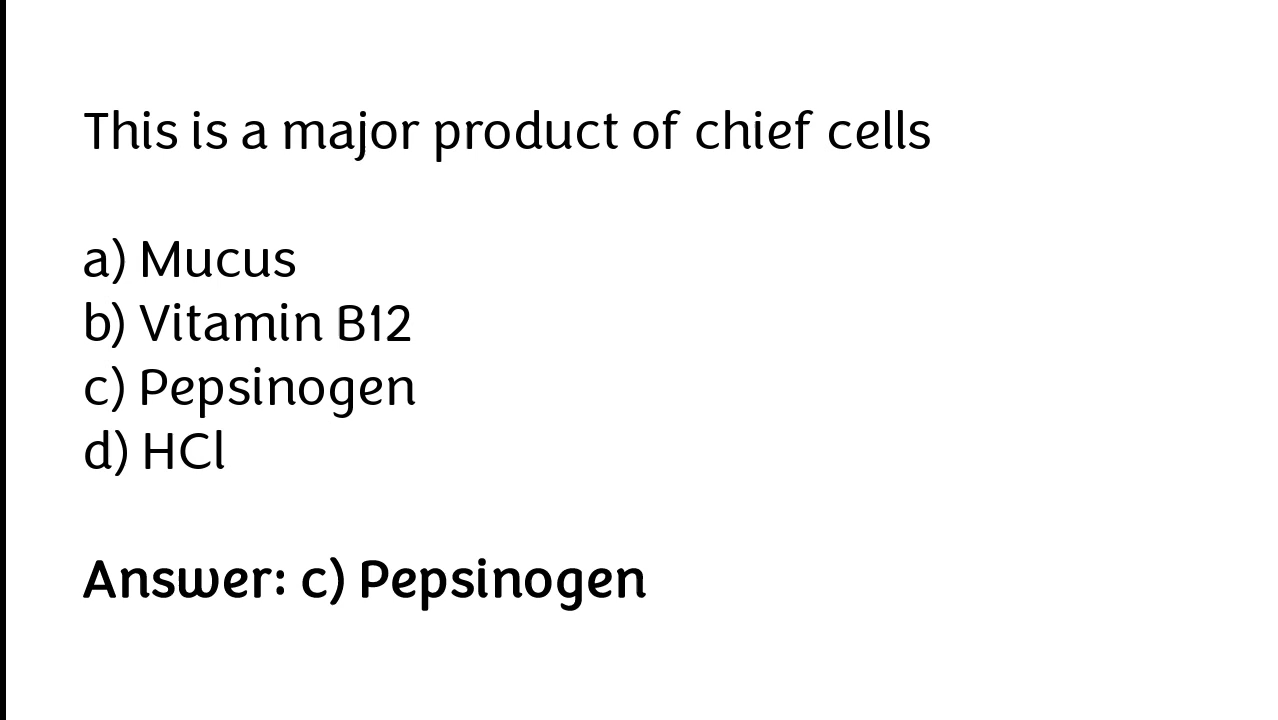 This is a major product of chief cells
a) Mucus
b) Vitamin B12
c) Pepsinogen
d) HCl
Answer: c) Pepsinogen